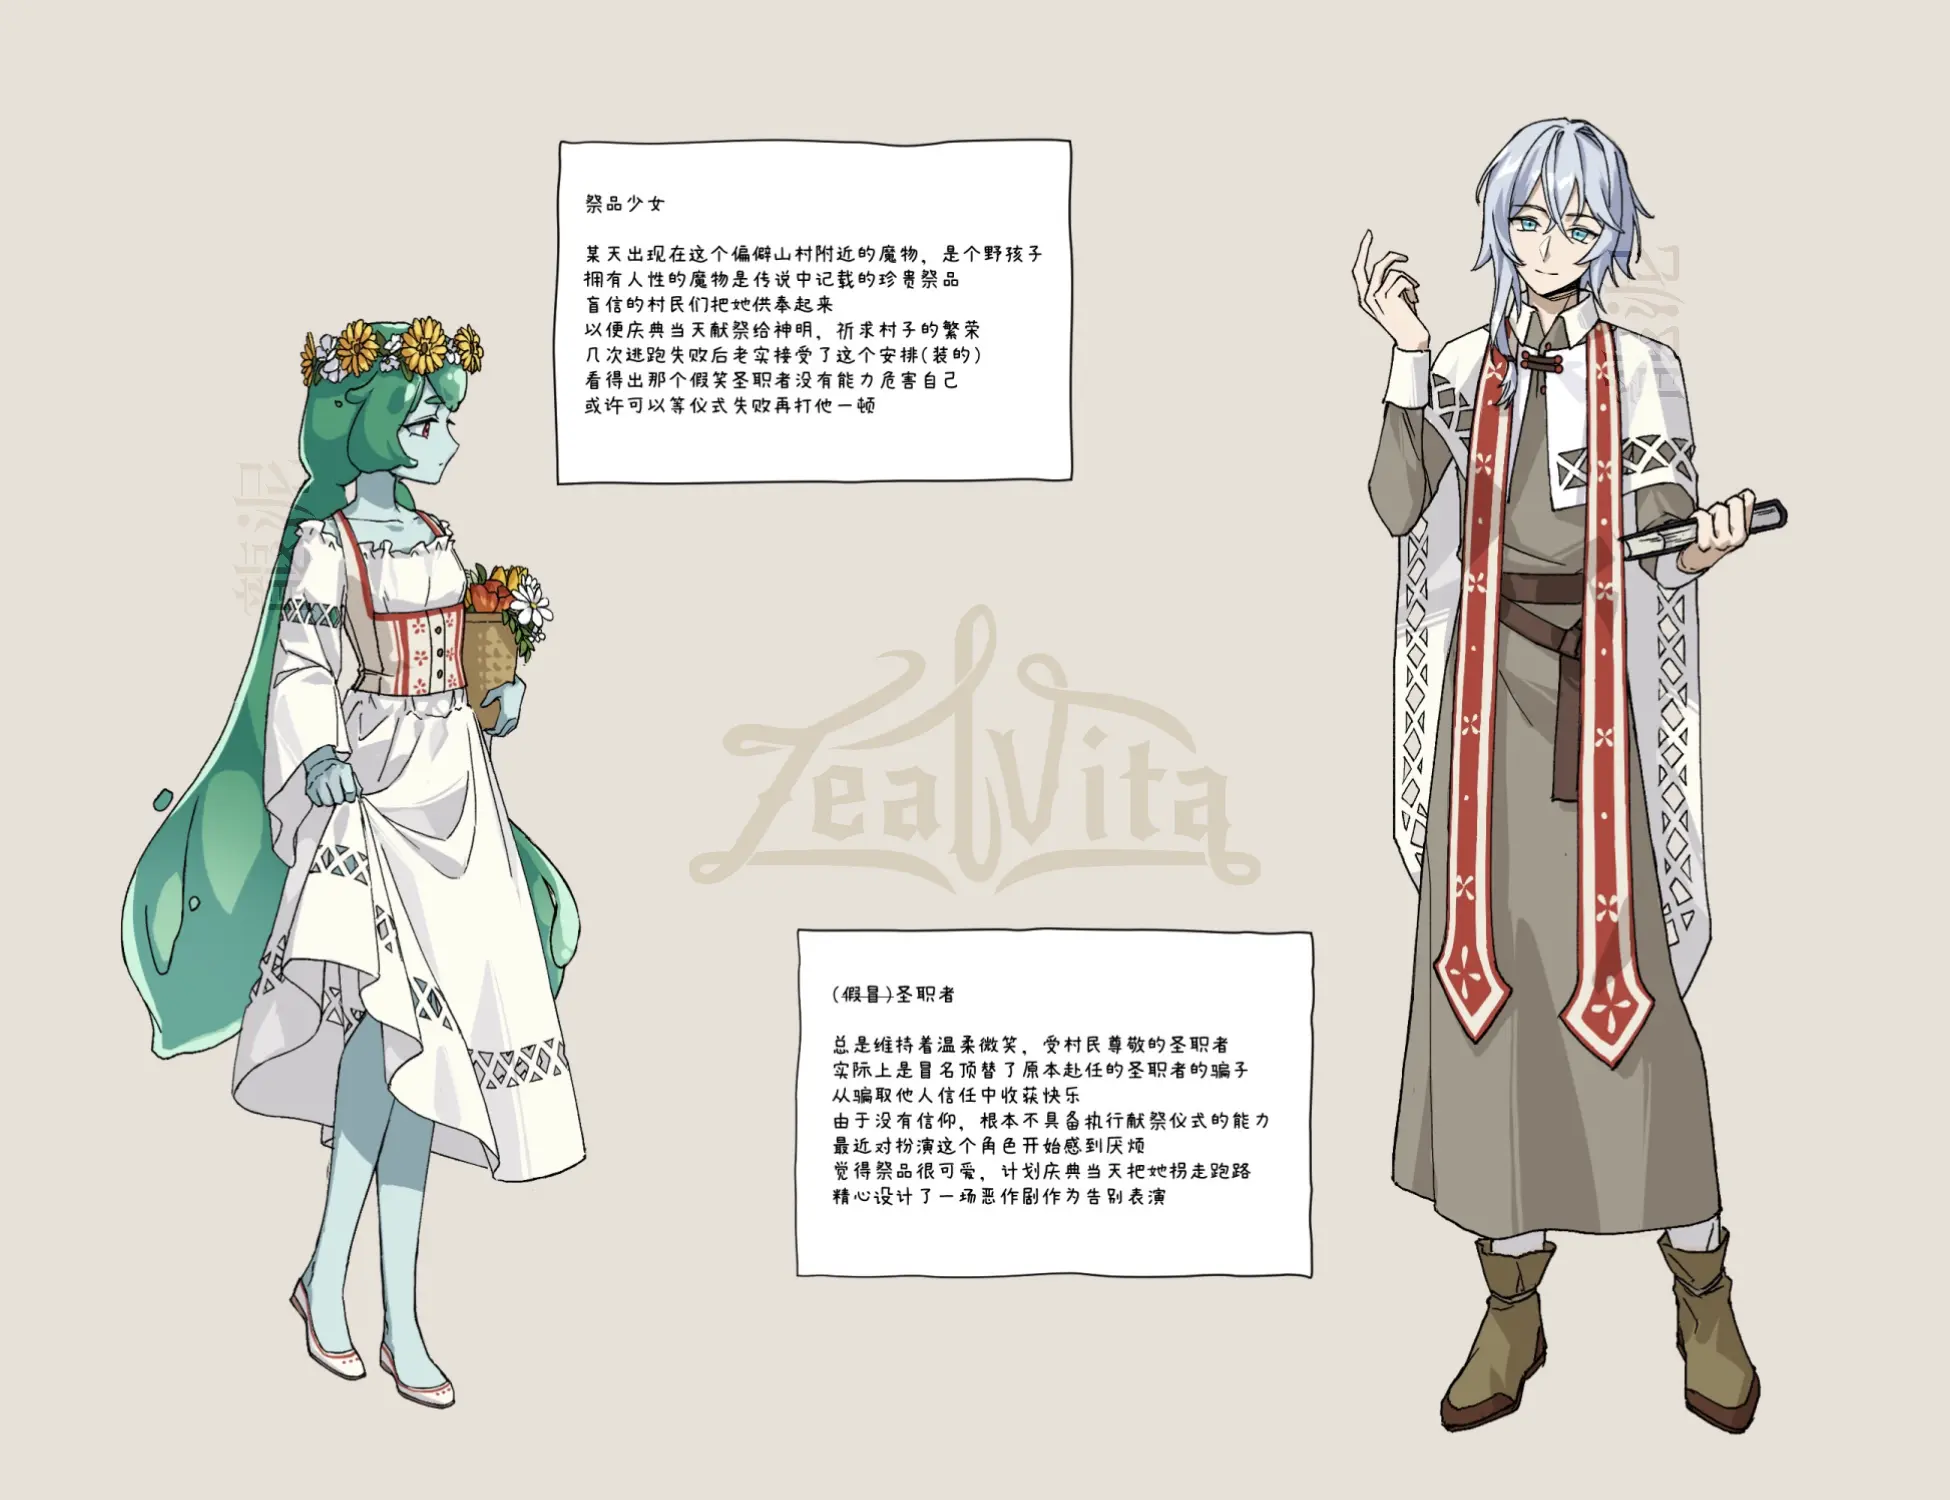 祭品少女
某天出现在这个偏僻山村附近的魔物，是个野孩子
拥有人性的魔物是传说中记载的珍贵祭品
盲信的村民们把她供奉起来
以便庆典当天献祭给神明，祈求村子的繁荣
几次逃跑失败后老实接受了这个安排(装的)
看得出那个假笑圣职者没有能力危害自己
或许可以等仪式失败再打他一顿
ZealVita
(假冒)圣职者
总是维持着温柔微笑，受村民尊敬的圣职者
实际上是冒名顶替了原本赴任的圣职者的骗子
从骗取他人信任中收获快乐
由于没有信仰，根本不具备执行献祭仪式的能力
最近对扮演这个角色开始感到厌烦
觉得祭品很可爱，计划庆典当天把她拐走跑路
精心设计了一场恶作剧作为告别表演